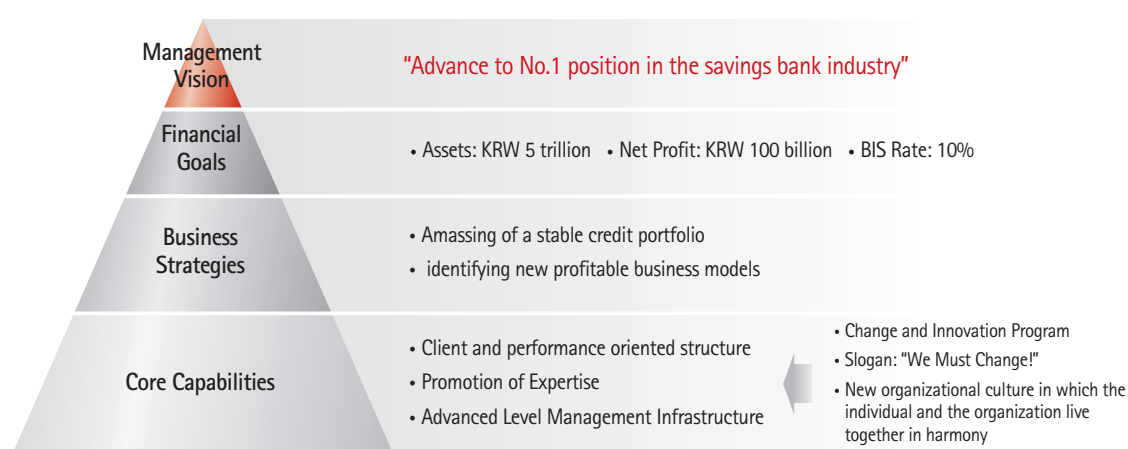 Management
Vision
"Advance to No.1 position in the savings bank industry"
Financial
Goals
• Assets: KRW 5 trillion • Net Profit: KRW 100 billion • BIS Rate: 10%
Business
Strategies
• Amassing of a stable credit portfolio
• identifying new profitable business models
Core Capabilities
• Client and performance oriented structure
• Promotion of Expertise
• Advanced Level Management Infrastructure
• Change and Innovation Program
• Slogan: "We Must Change!"
• New organizational culture in which the
individual and the organization live
together in harmony